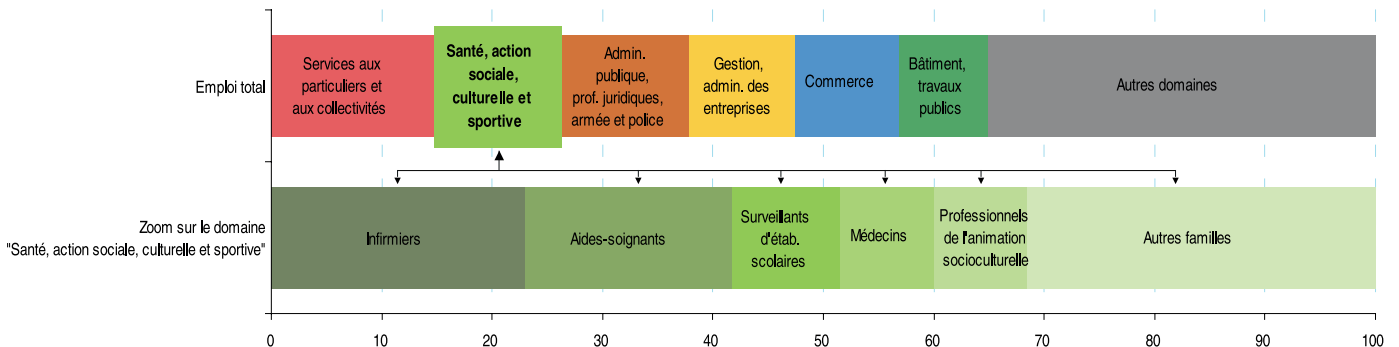 Emploi total
Services aux
particuliers et
aux collectivités
Santé, action
sociale,
culturelle et
sportive
Admin.
publique,
prof. juridiques,
armée et police
Gestion,
admin. des
entreprises
Commerce
Bâtiment,
travaux
publics
Autres domaines
Zoom sur le domaine
"Santé, action sociale, culturelle et sportive"
Infirmiers
Aides-soignants
Surveillants
d'étab.
scolaires
Médecins
Professionnels
de l'animation
socioculturelle
Autres familles
0 10 20 30 40 50 60 70 80 90 100